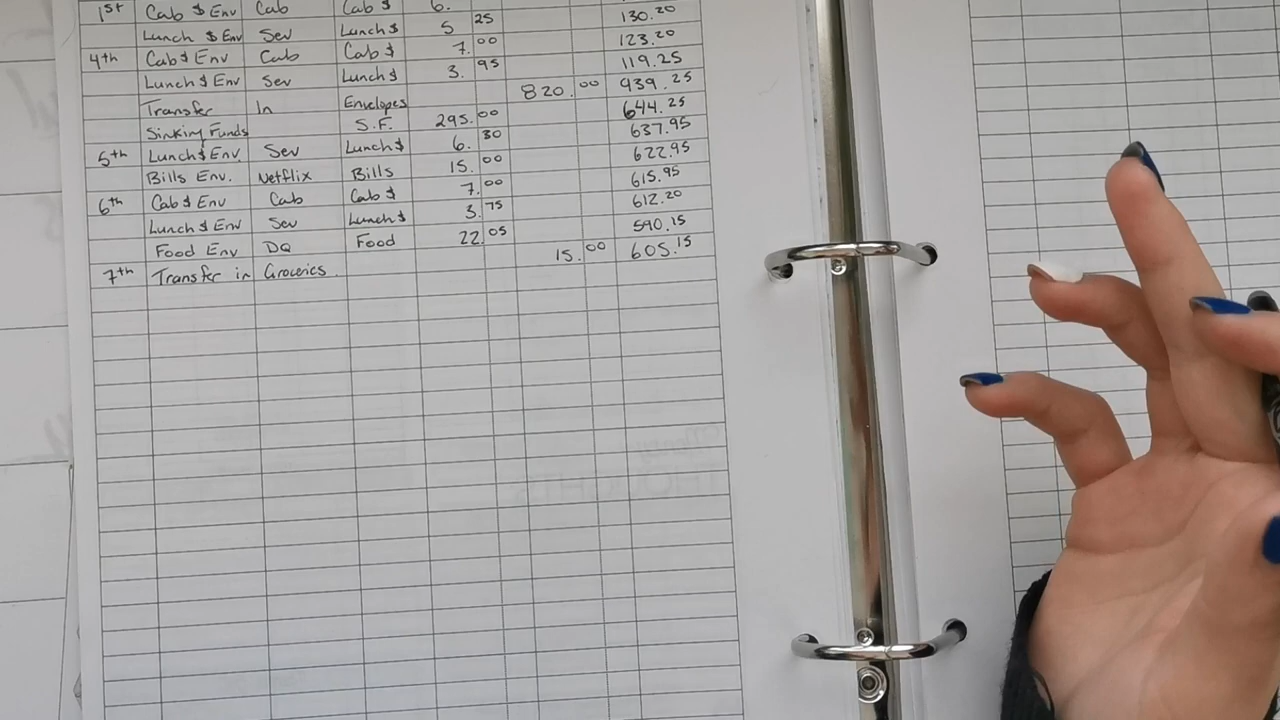 1st Cab $ Env Cab Cab $ 6.
Lunch $ Env Sev Lunch $ 5 25 130.20
4th Cab $ Env Cab Cab $ 7. 00 123.20
Lunch $ Env Sev Lunch $ 3. 95 119.25
Transfer In Envelopes 820. 00 939.25
Sinking Funds S.F. 295. 00 644.25
5th Lunch $ Env. Sev Lunch $ 6. 30 637.95
Bills Env. Netflix Bills 15. 00 622.95
6th Cab $ Env Cab Cab $ 7. 00 615.95
Lunch $ Env Sev Lunch $ 3. 75 612.20
Food Env DQ Food 22. 05 590.15
7th Transfer in Groceries 15. 00 605.15